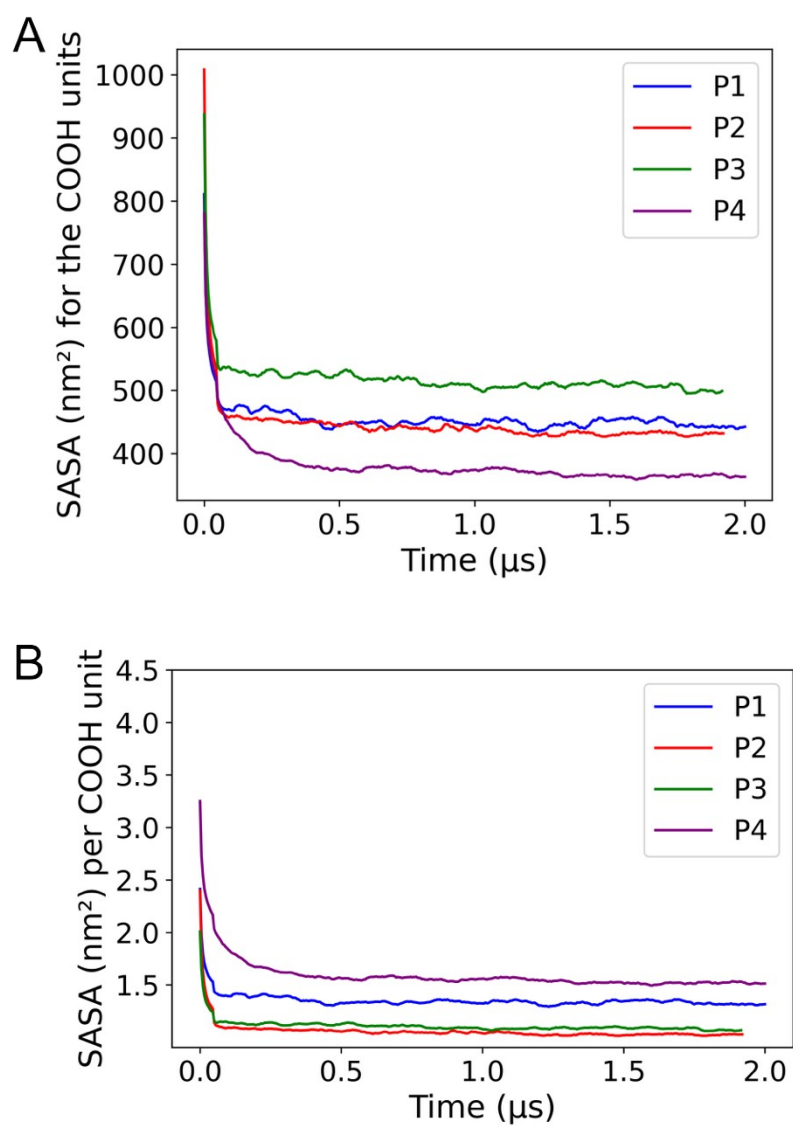 A
SASA (nm²) for the COOH units
1000
900
800
700
600
500
400
P1
P2
P3
P4
0.0 0.5 1.0 1.5 2.0
Time (μs)
B
SASA (nm²) per COOH unit
4.5
4.0
3.5
3.0
2.5
2.0
1.5
P1
P2
P3
P4
0.0 0.5 1.0 1.5 2.0
Time (μs)